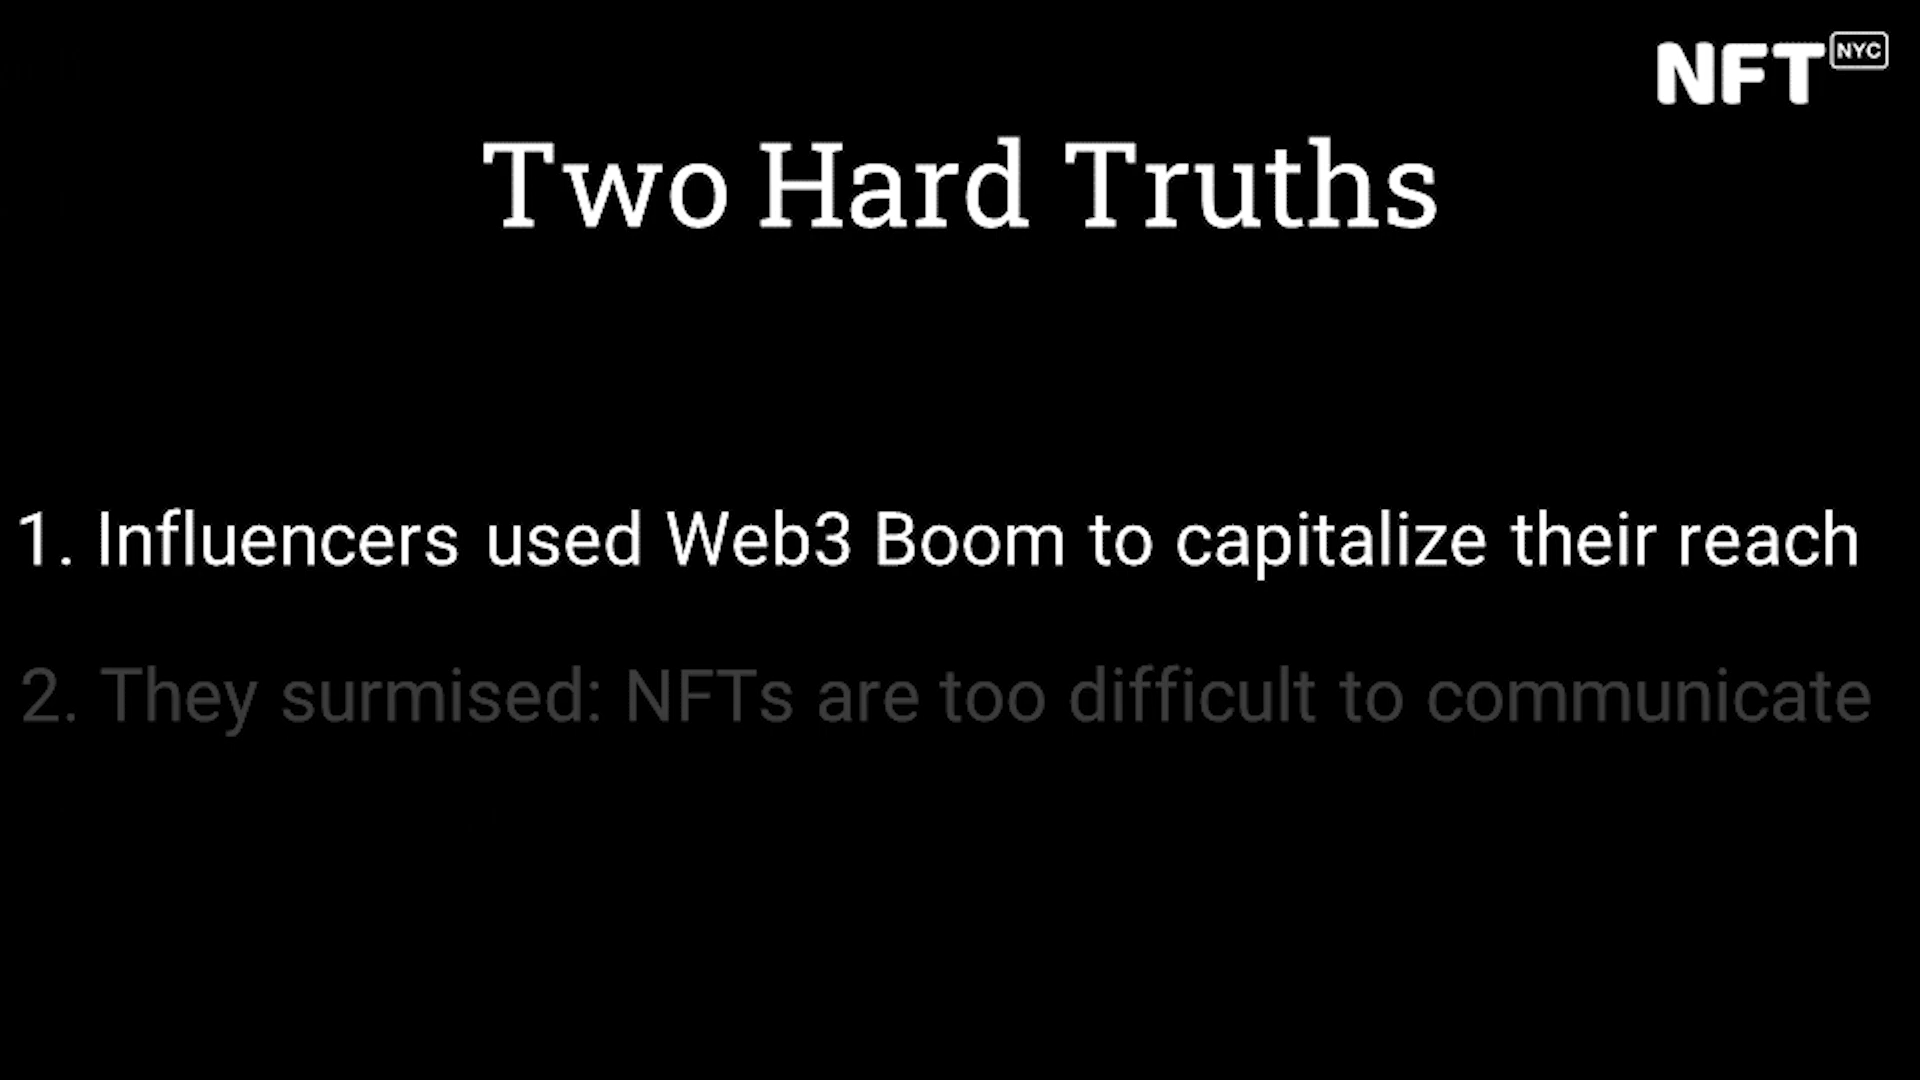 NFT NYC
Two Hard Truths
1. Influencers used Web3 Boom to capitalize their reach
2. They surmised: NFTs are too difficult to communicate